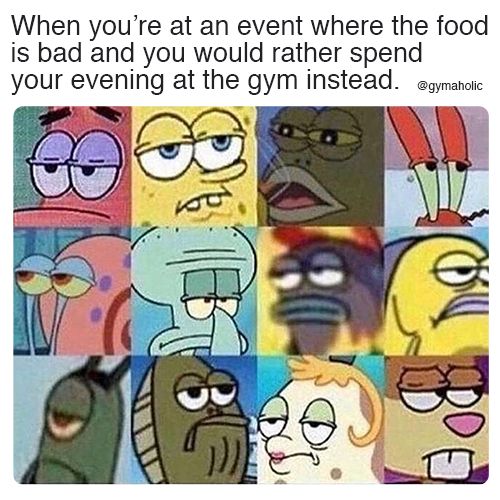 When you’re at an event where the food
is bad and you would rather spend
your evening at the gym instead. @gymaholic